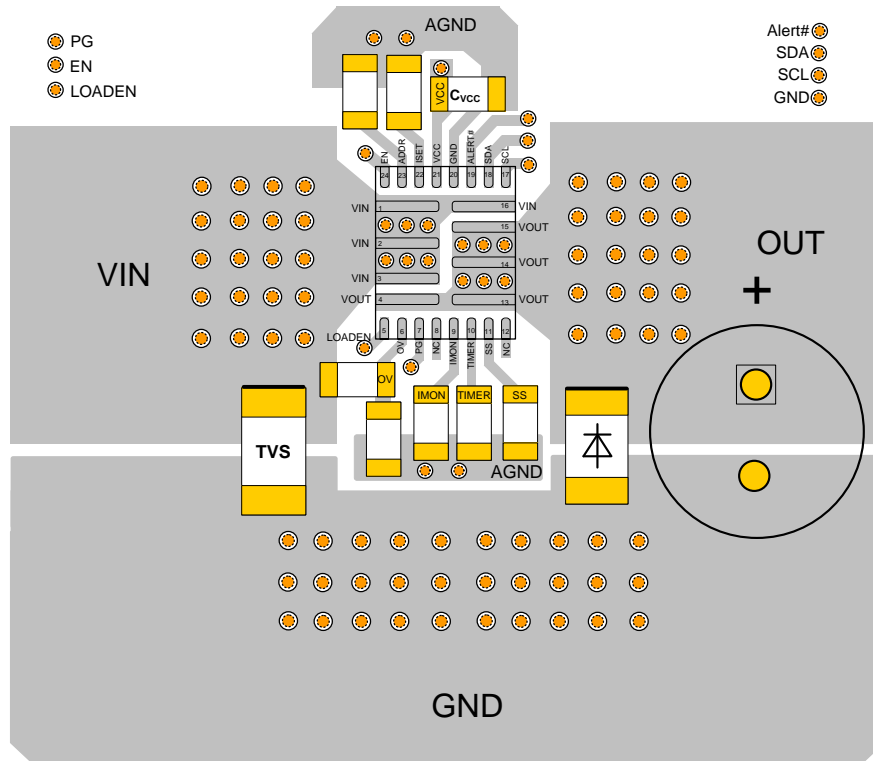 AGND
PG
EN
LOADEN
Alert#
SDA
SCL
GND
VCC
CVCC
EN
ADDR
ISET
VCC
GND
ALERT#
SDA
SCL
24
23
22
21
20
19
18
17
VIN
1
16
VIN
15
VOUT
VIN
2
14
VOUT
VIN
3
VOUT
4
13
VOUT
5
6
7
8
9
10
11
12
LOADEN
OV
PG
NC
IMON
TIMER
SS
NC
VIN
OUT
+
OV
IMON
TIMER
SS
TVS
AGND
GND